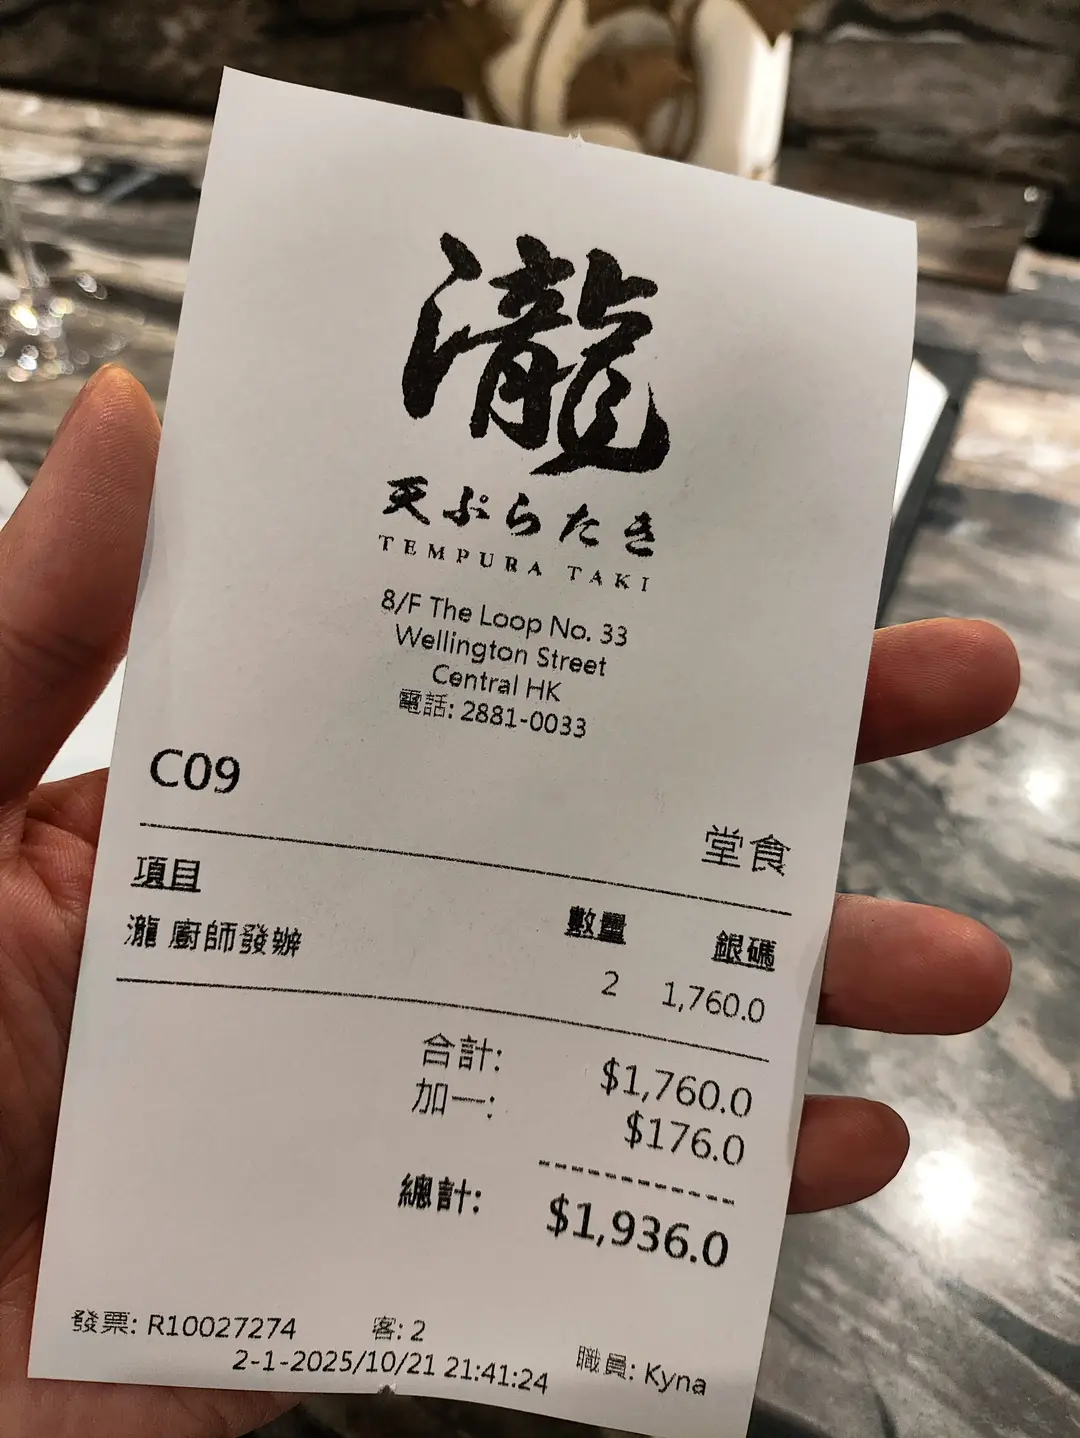 瀧
天ぷらたき
TEMPURA TAKI
8/F The Loop No. 33
Wellington Street
Central HK
電話: 2881-0033
C09
堂食
項目 數量 銀碼
瀧 廚師發辦 2 1,760.0
合計: $1,760.0
加一: $176.0
總計: $1,936.0
發票: R10027274 客: 2
2-1-2025/10/21 21:41:24 職員: Kyna